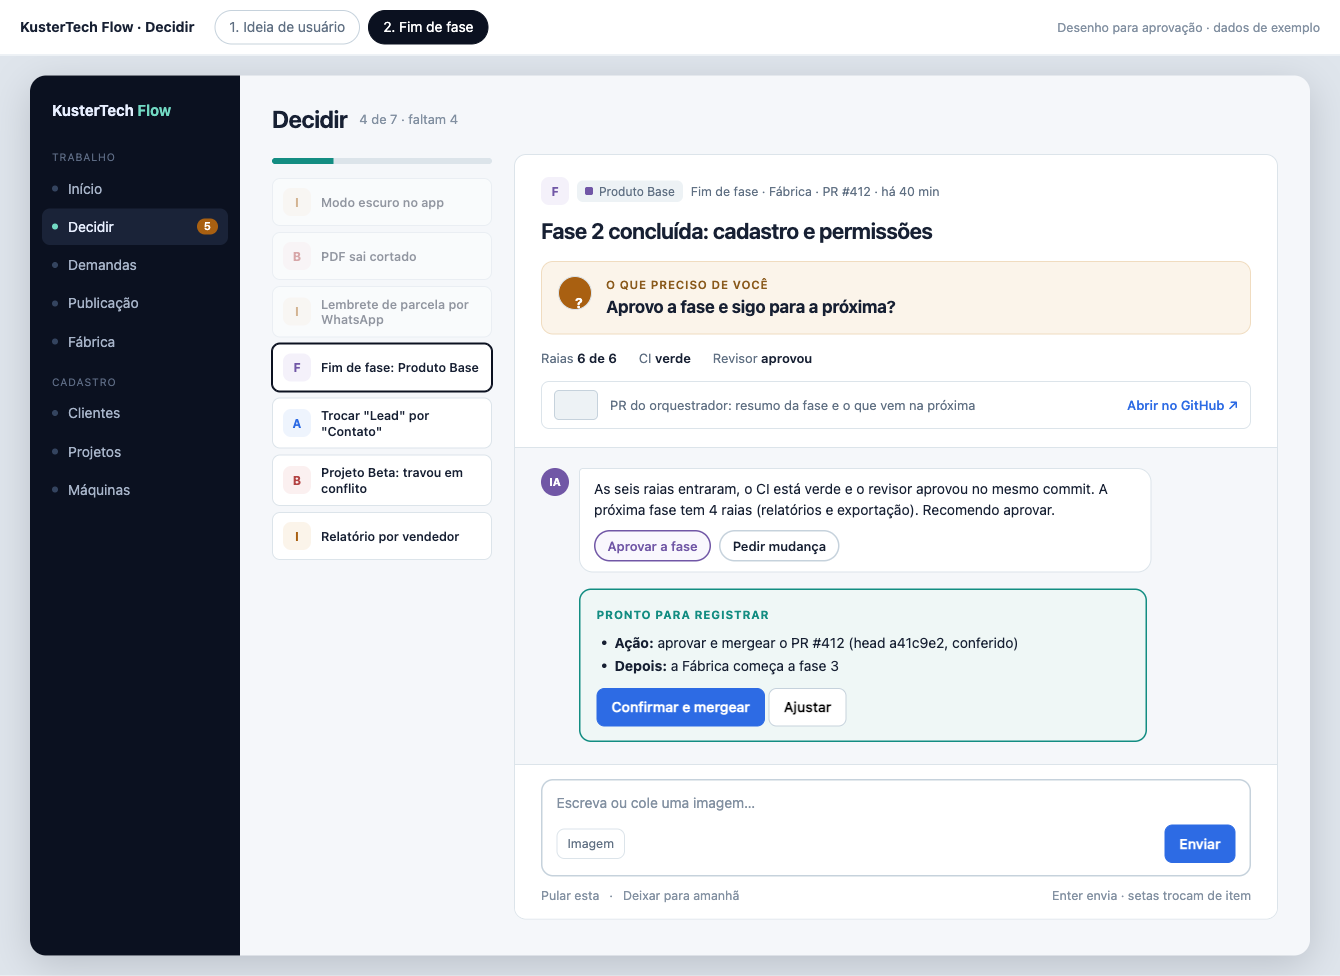 KusterTech Flow · Decidir
1. Ideia de usuário
2. Fim de fase
Desenho para aprovação · dados de exemplo
KusterTech Flow
TRABALHO
Início
Decidir
5
Demandas
Publicação
Fábrica
CADASTRO
Clientes
Projetos
Máquinas
Decidir
4 de 7 · faltam 4
I
Modo escuro no app
B
PDF sai cortado
I
Lembrete de parcela por
WhatsApp
F
Fim de fase: Produto Base
A
Trocar "Lead" por
"Contato"
B
Projeto Beta: travou em
conflito
I
Relatório por vendedor
F
Produto Base
Fim de fase · Fábrica · PR #412 · há 40 min
Fase 2 concluída: cadastro e permissões
?
O QUE PRECISO DE VOCÊ
Aprovo a fase e sigo para a próxima?
Raias 6 de 6
CI verde
Revisor aprovou
PR do orquestrador: resumo da fase e o que vem na próxima
Abrir no GitHub ↗
IA
As seis raias entraram, o CI está verde e o revisor aprovou no mesmo commit. A
próxima fase tem 4 raias (relatórios e exportação). Recomendo aprovar.
Aprovar a fase
Pedir mudança
PRONTO PARA REGISTRAR
• Ação: aprovar e mergear o PR #412 (head a41c9e2, conferido)
• Depois: a Fábrica começa a fase 3
Confirmar e mergear
Ajustar
Escreva ou cole uma imagem...
Imagem
Enviar
Pular esta · Deixar para amanhã
Enter envia · setas trocam de item